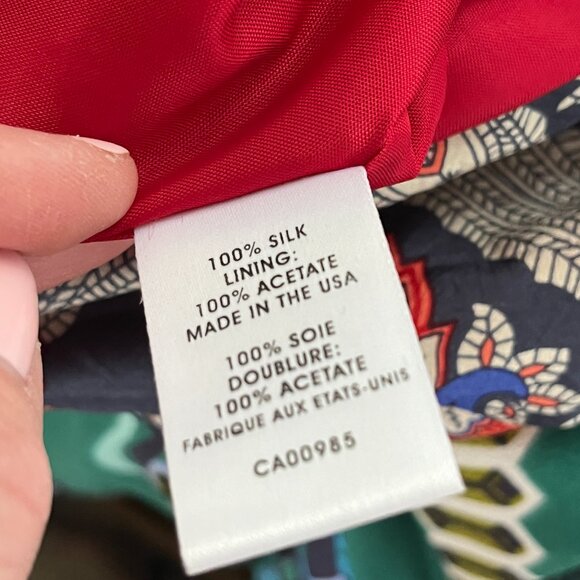 100% SILK
LINING:
100% ACETATE
MADE IN THE USA
100% SOIE
DOUBLURE:
100% ACETATE
FABRIQUE AUX ETATS-UNIS
CA00985